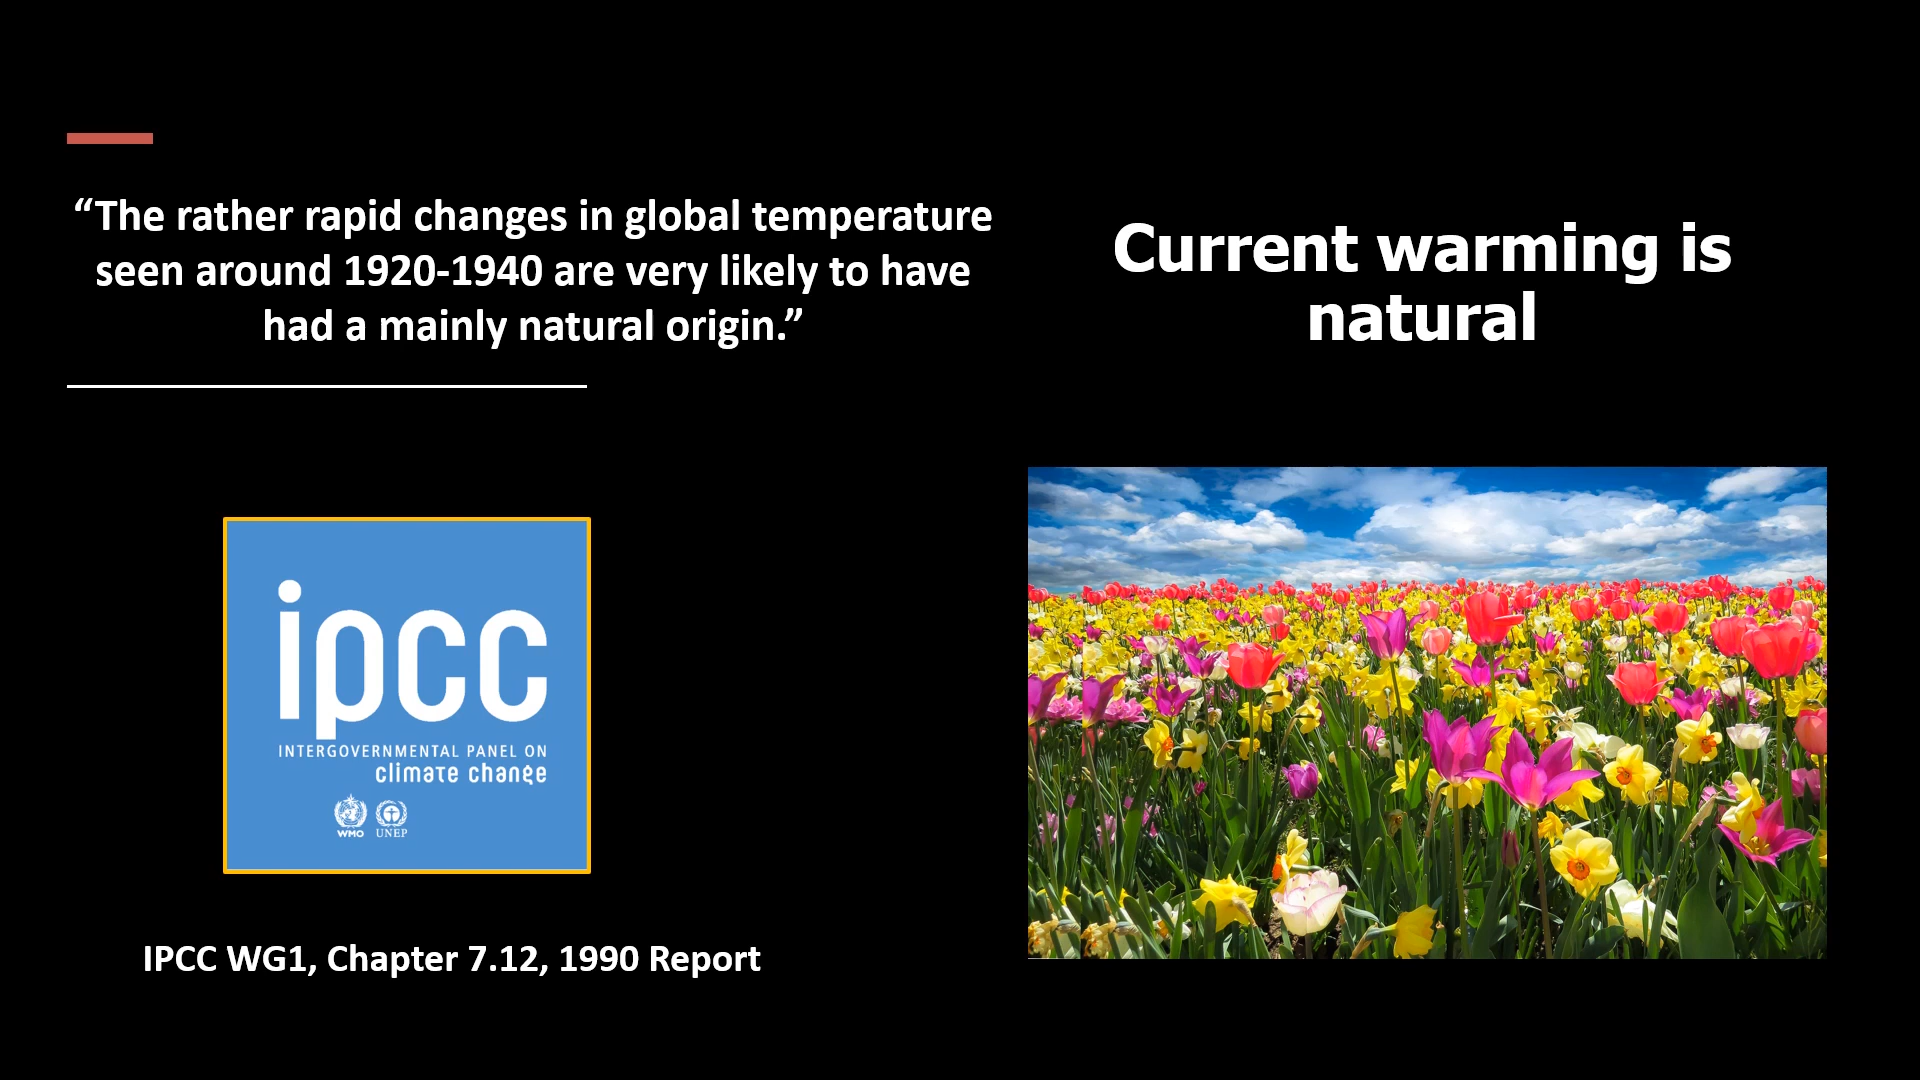 “The rather rapid changes in global temperature
seen around 1920-1940 are very likely to have
had a mainly natural origin.”
Current warming is
natural
ipcc
INTERGOVERNMENTAL PANEL ON
climate change
WMO UNEP
IPCC WG1, Chapter 7.12, 1990 Report